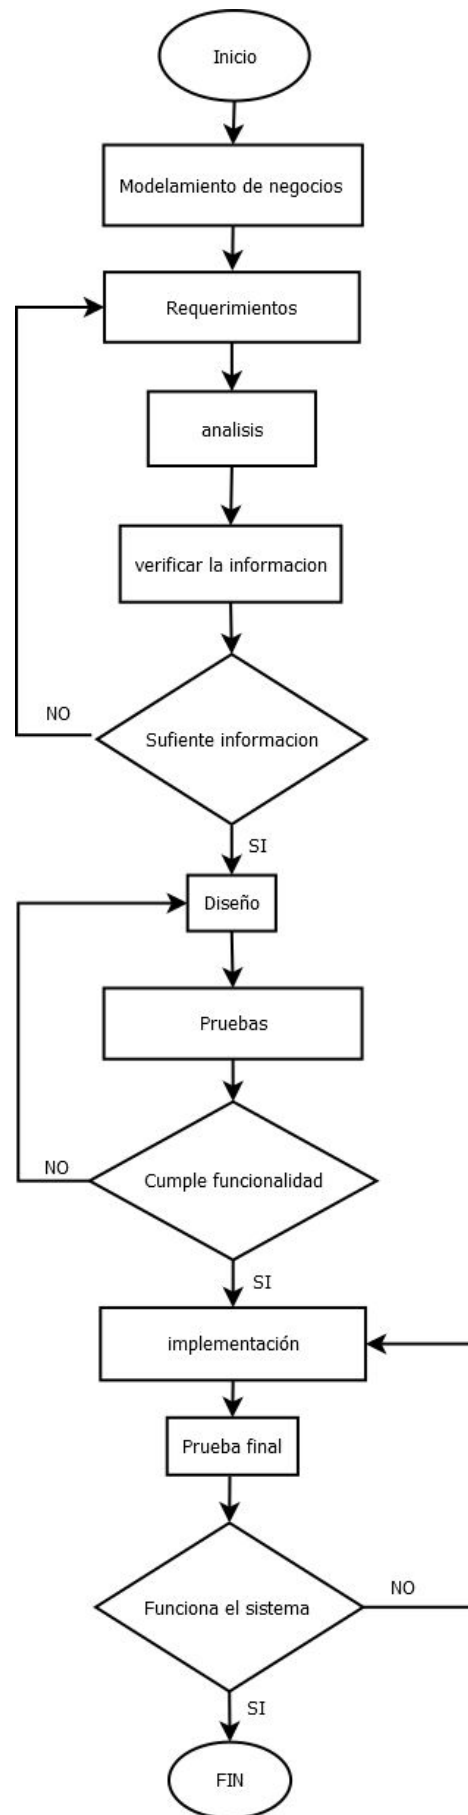 Inicio
Modelamiento de negocios
Requerimientos
analisis
verificar la informacion
NO
Sufiente informacion
SI
Diseño
Pruebas
NO
Cumple funcionalidad
SI
implementación
Prueba final
Funciona el sistema
NO
SI
FIN